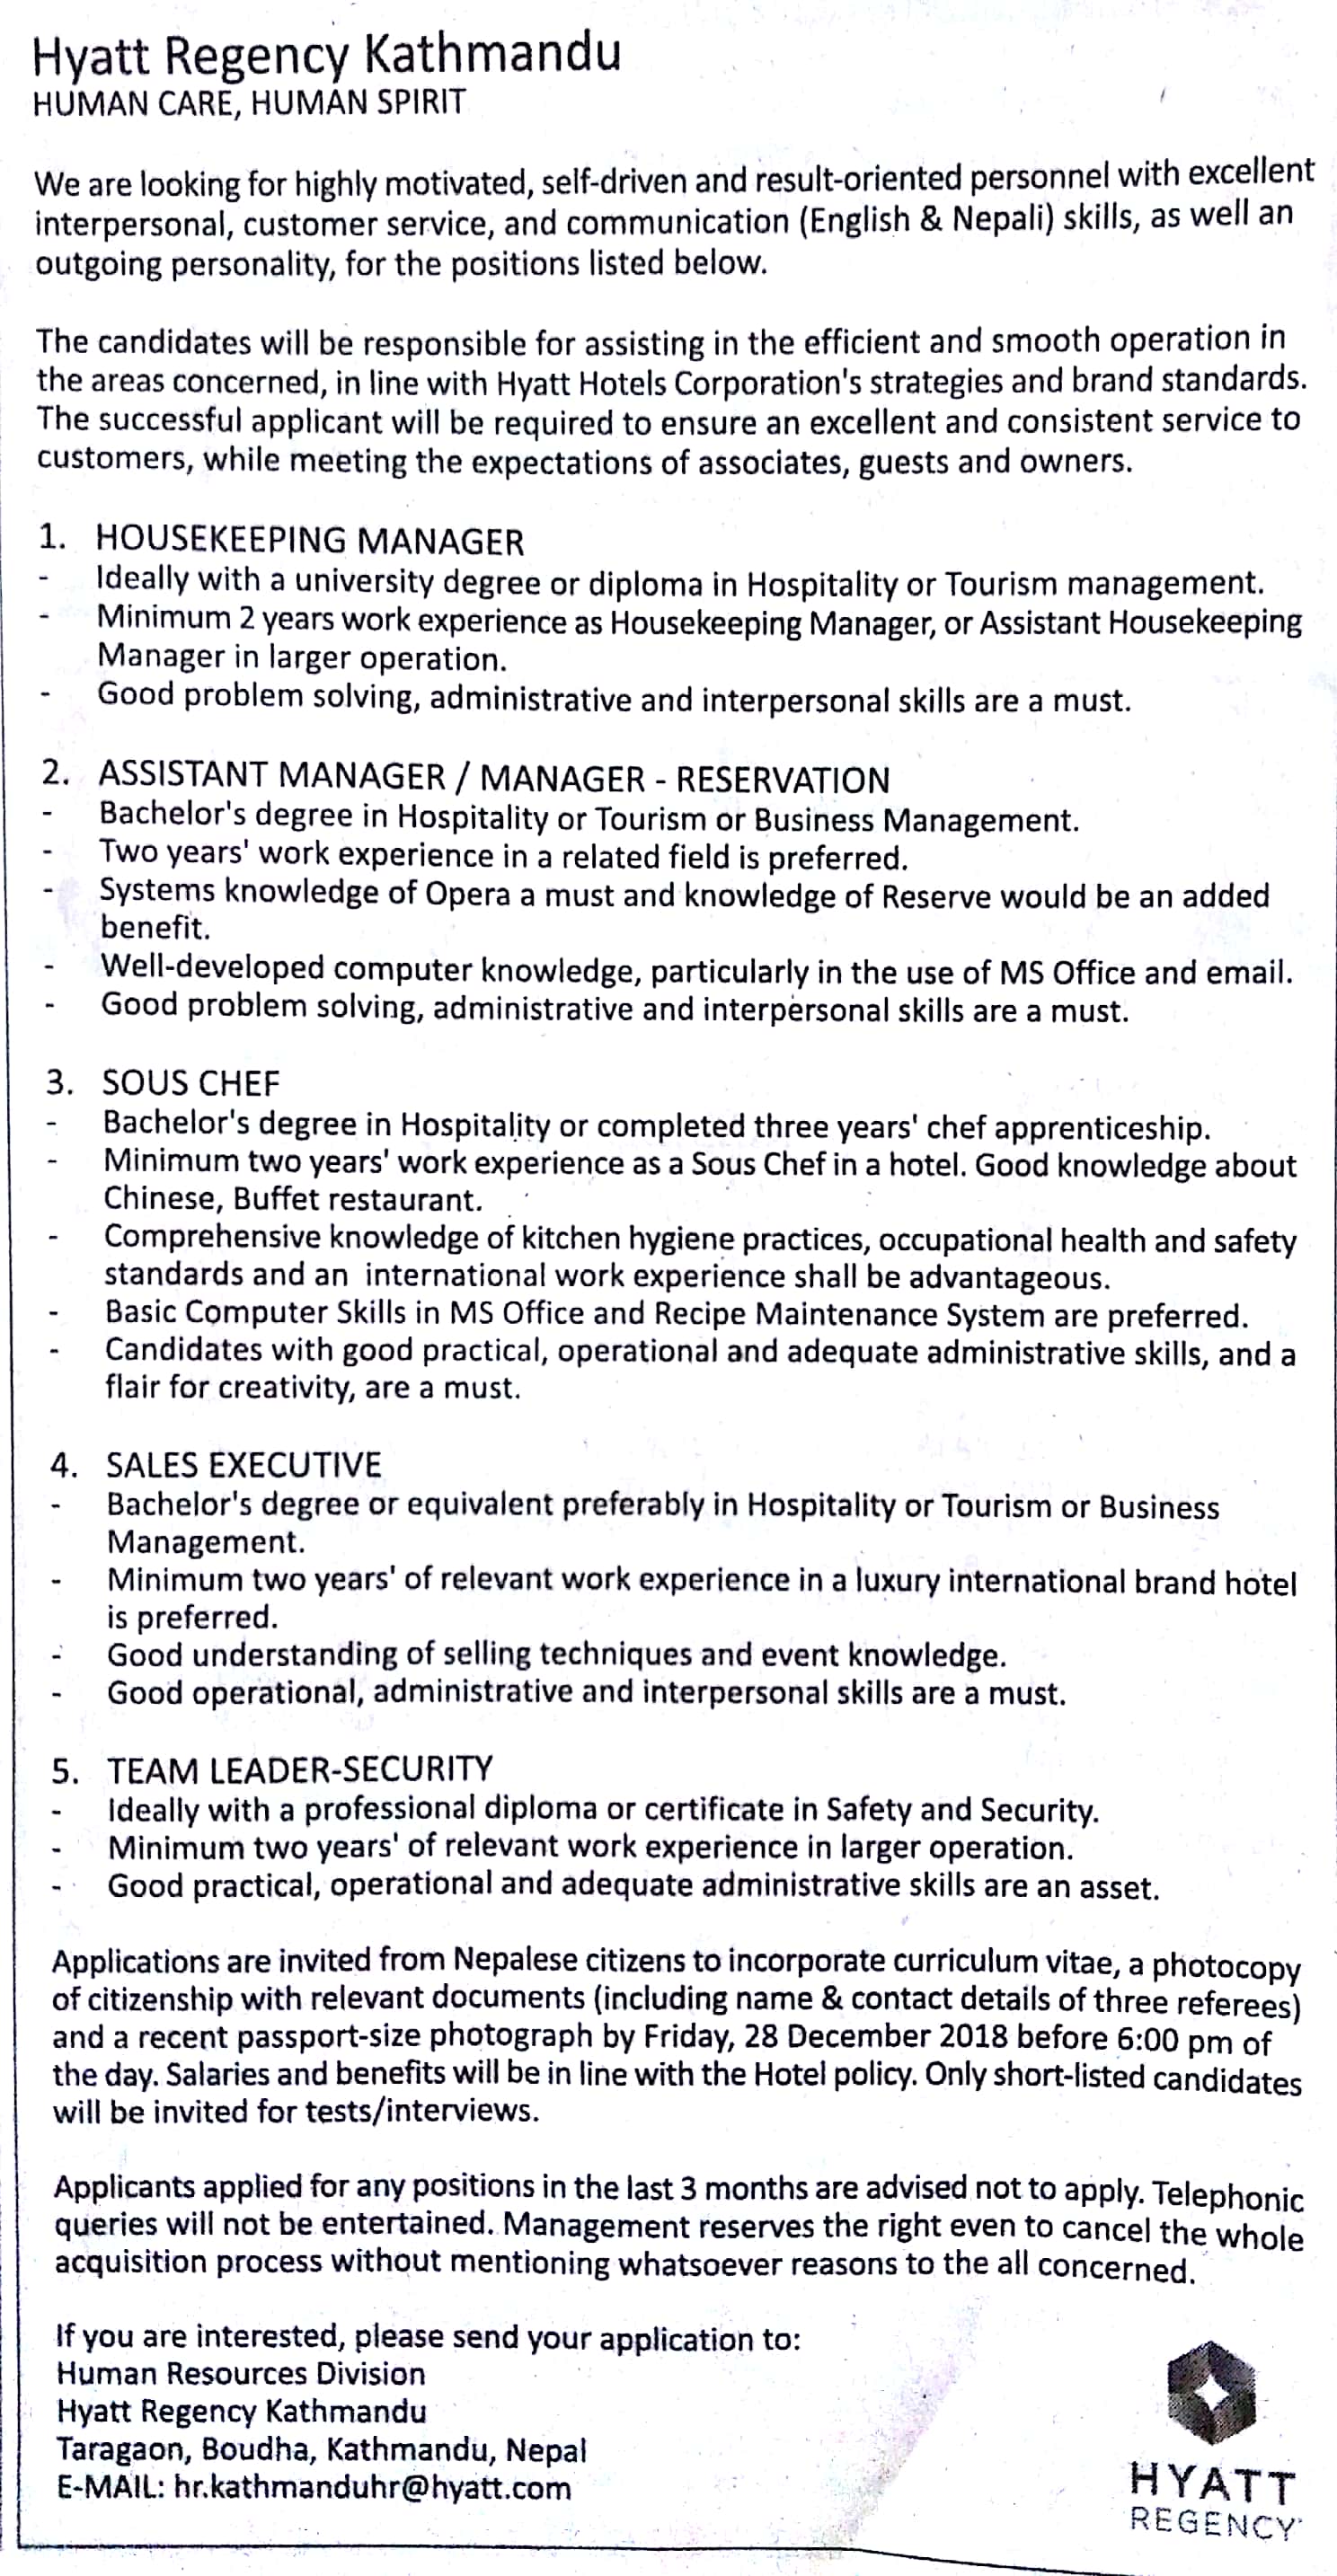 Hyatt Regency Kathmandu
HUMAN CARE, HUMAN SPIRIT
We are looking for highly motivated, self-driven and result-oriented personnel with excellent
interpersonal, customer service, and communication (English & Nepali) skills, as well an
outgoing personality, for the positions listed below.
The candidates will be responsible for assisting in the efficient and smooth operation in
the areas concerned, in line with Hyatt Hotels Corporation's strategies and brand standards.
The successful applicant will be required to ensure an excellent and consistent service to
customers, while meeting the expectations of associates, guests and owners.
1. HOUSEKEEPING MANAGER
- Ideally with a university degree or diploma in Hospitality or Tourism management.
- Minimum 2 years work experience as Housekeeping Manager, or Assistant Housekeeping
Manager in larger operation.
- Good problem solving, administrative and interpersonal skills are a must.
2. ASSISTANT MANAGER / MANAGER - RESERVATION
- Bachelor's degree in Hospitality or Tourism or Business Management.
- Two years' work experience in a related field is preferred.
- Systems knowledge of Opera a must and knowledge of Reserve would be an added
benefit.
- Well-developed computer knowledge, particularly in the use of MS Office and email.
- Good problem solving, administrative and interpersonal skills are a must.
3. SOUS CHEF
- Bachelor's degree in Hospitality or completed three years' chef apprenticeship.
- Minimum two years' work experience as a Sous Chef in a hotel. Good knowledge about
Chinese, Buffet restaurant.
- Comprehensive knowledge of kitchen hygiene practices, occupational health and safety
standards and an international work experience shall be advantageous.
- Basic Computer Skills in MS Office and Recipe Maintenance System are preferred.
- Candidates with good practical, operational and adequate administrative skills, and a
flair for creativity, are a must.
4. SALES EXECUTIVE
- Bachelor's degree or equivalent preferably in Hospitality or Tourism or Business
Management.
- Minimum two years' of relevant work experience in a luxury international brand hotel
is preferred.
- Good understanding of selling techniques and event knowledge.
- Good operational, administrative and interpersonal skills are a must.
5. TEAM LEADER-SECURITY
- Ideally with a professional diploma or certificate in Safety and Security.
- Minimum two years' of relevant work experience in larger operation.
- Good practical, operational and adequate administrative skills are an asset.
Applications are invited from Nepalese citizens to incorporate curriculum vitae, a photocopy
of citizenship with relevant documents (including name & contact details of three referees)
and a recent passport-size photograph by Friday, 28 December 2018 before 6:00 pm of
the day. Salaries and benefits will be in line with the Hotel policy. Only short-listed candidates
will be invited for tests/interviews.
Applicants applied for any positions in the last 3 months are advised not to apply. Telephonic
queries will not be entertained. Management reserves the right even to cancel the whole
acquisition process without mentioning whatsoever reasons to the all concerned.
If you are interested, please send your application to:
Human Resources Division
Hyatt Regency Kathmandu
Taragaon, Boudha, Kathmandu, Nepal
E-MAIL: hr.kathmanduhr@hyatt.com
HYATT
REGENCY